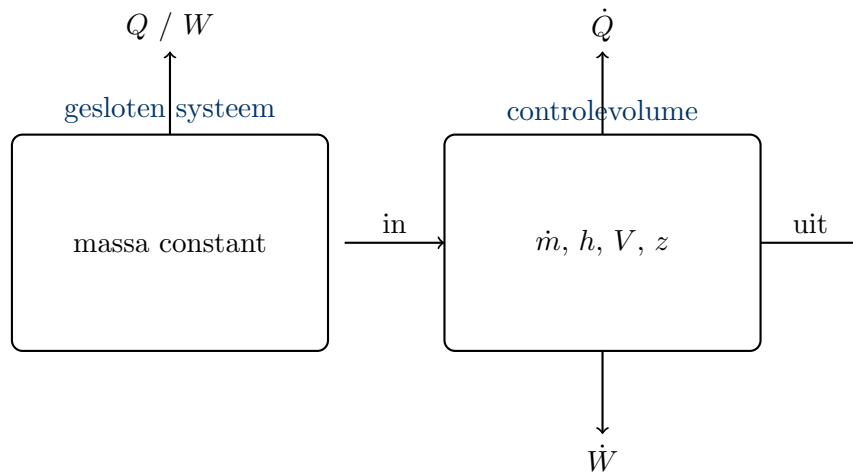 Q / W
gesloten systeem
massa constant
Q̇
controlevolume
in
ṁ, h, V, z
uit
Ẇ